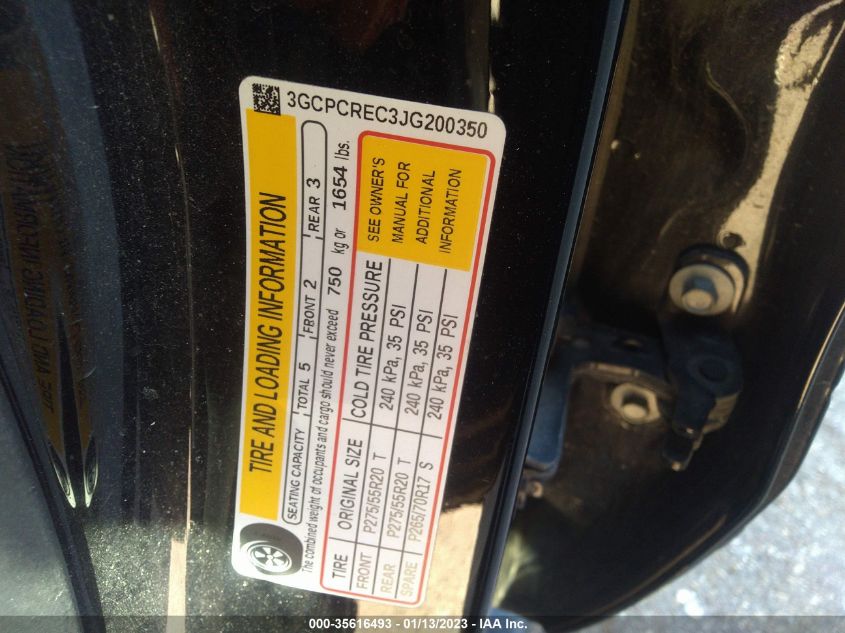 3GCPCREC3JG200350
TIRE AND LOADING INFORMATION
SEATING CAPACITY TOTAL 5 FRONT 2 REAR 3
The combined weight of occupants and cargo should never exceed 750 kg or 1654 lbs.
TIRE ORIGINAL SIZE COLD TIRE PRESSURE
FRONT P275/55R20 T 240 kPa, 35 PSI
REAR P275/55R20 T 240 kPa, 35 PSI
SPARE P265/70R17 S 240 kPa, 35 PSI
SEE OWNER'S
MANUAL FOR
ADDITIONAL
INFORMATION
000-35616493 - 01/13/2023 - IAA Inc.